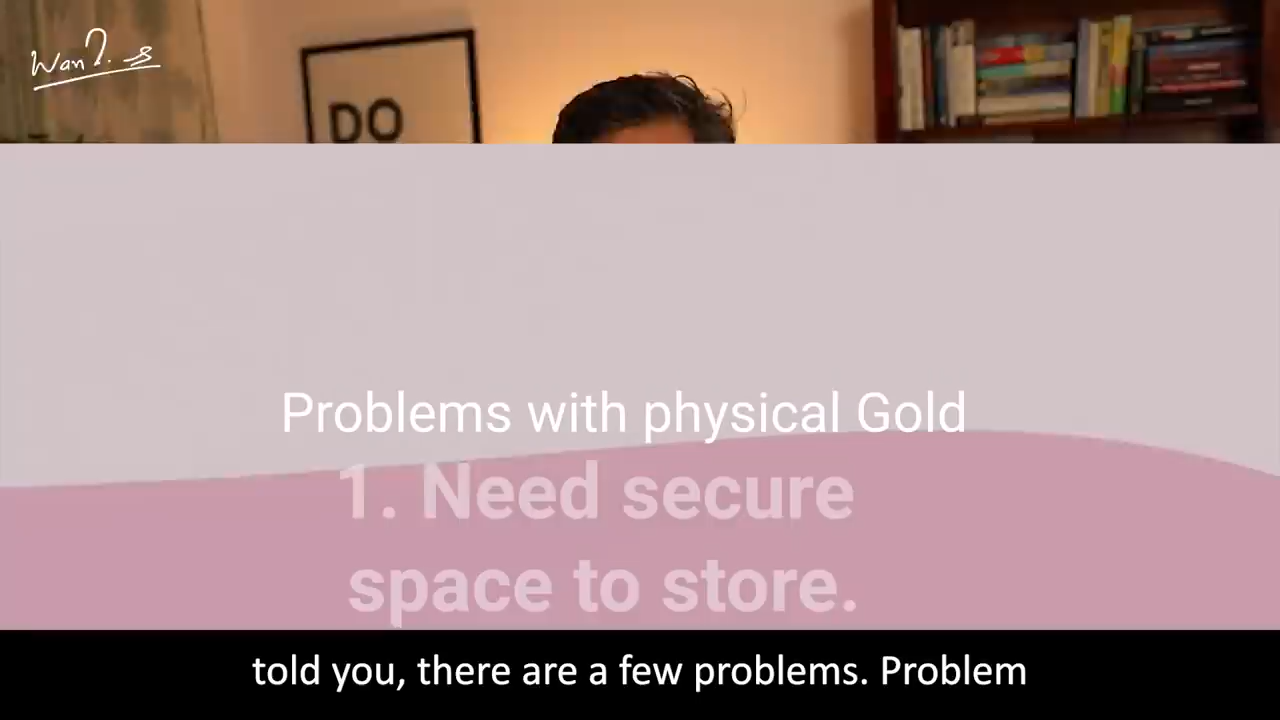 DO
Problems with physical Gold
1. Need secure
space to store.
told you, there are a few problems. Problem